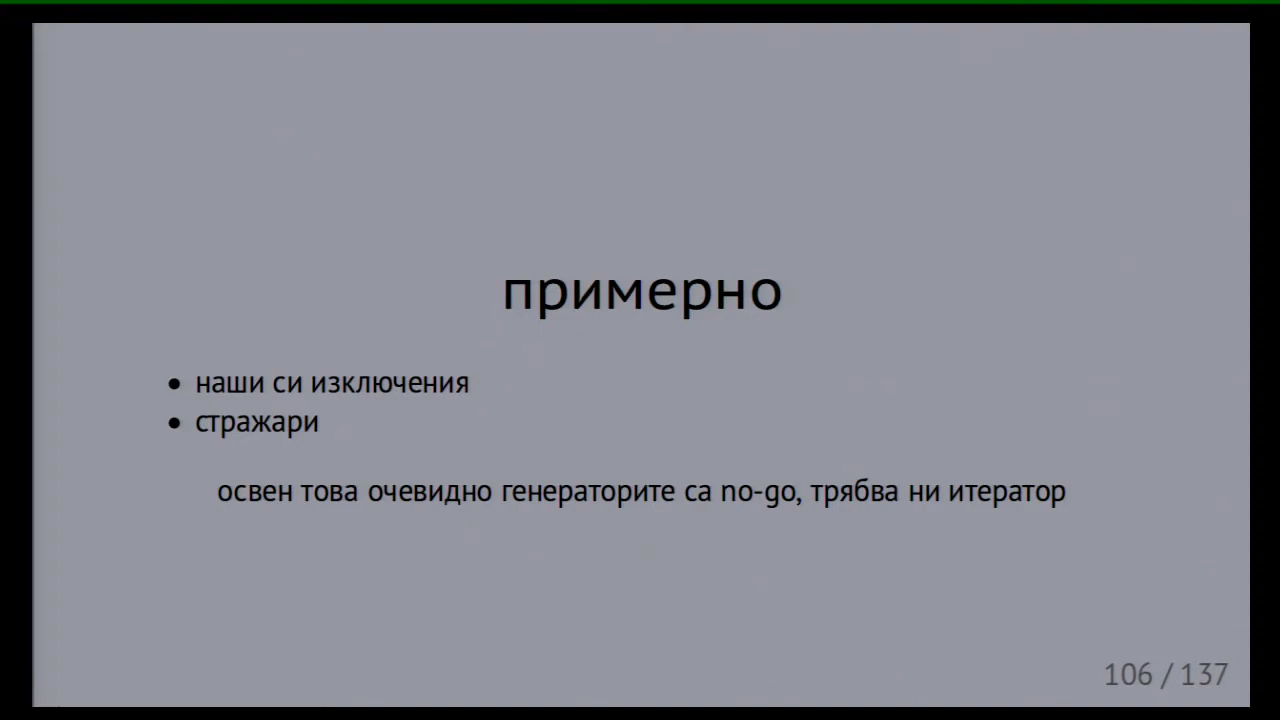 примерно
наши си изключения
стражари
освен това очевидно генераторите са no-go, трябва ни итератор
106 / 137